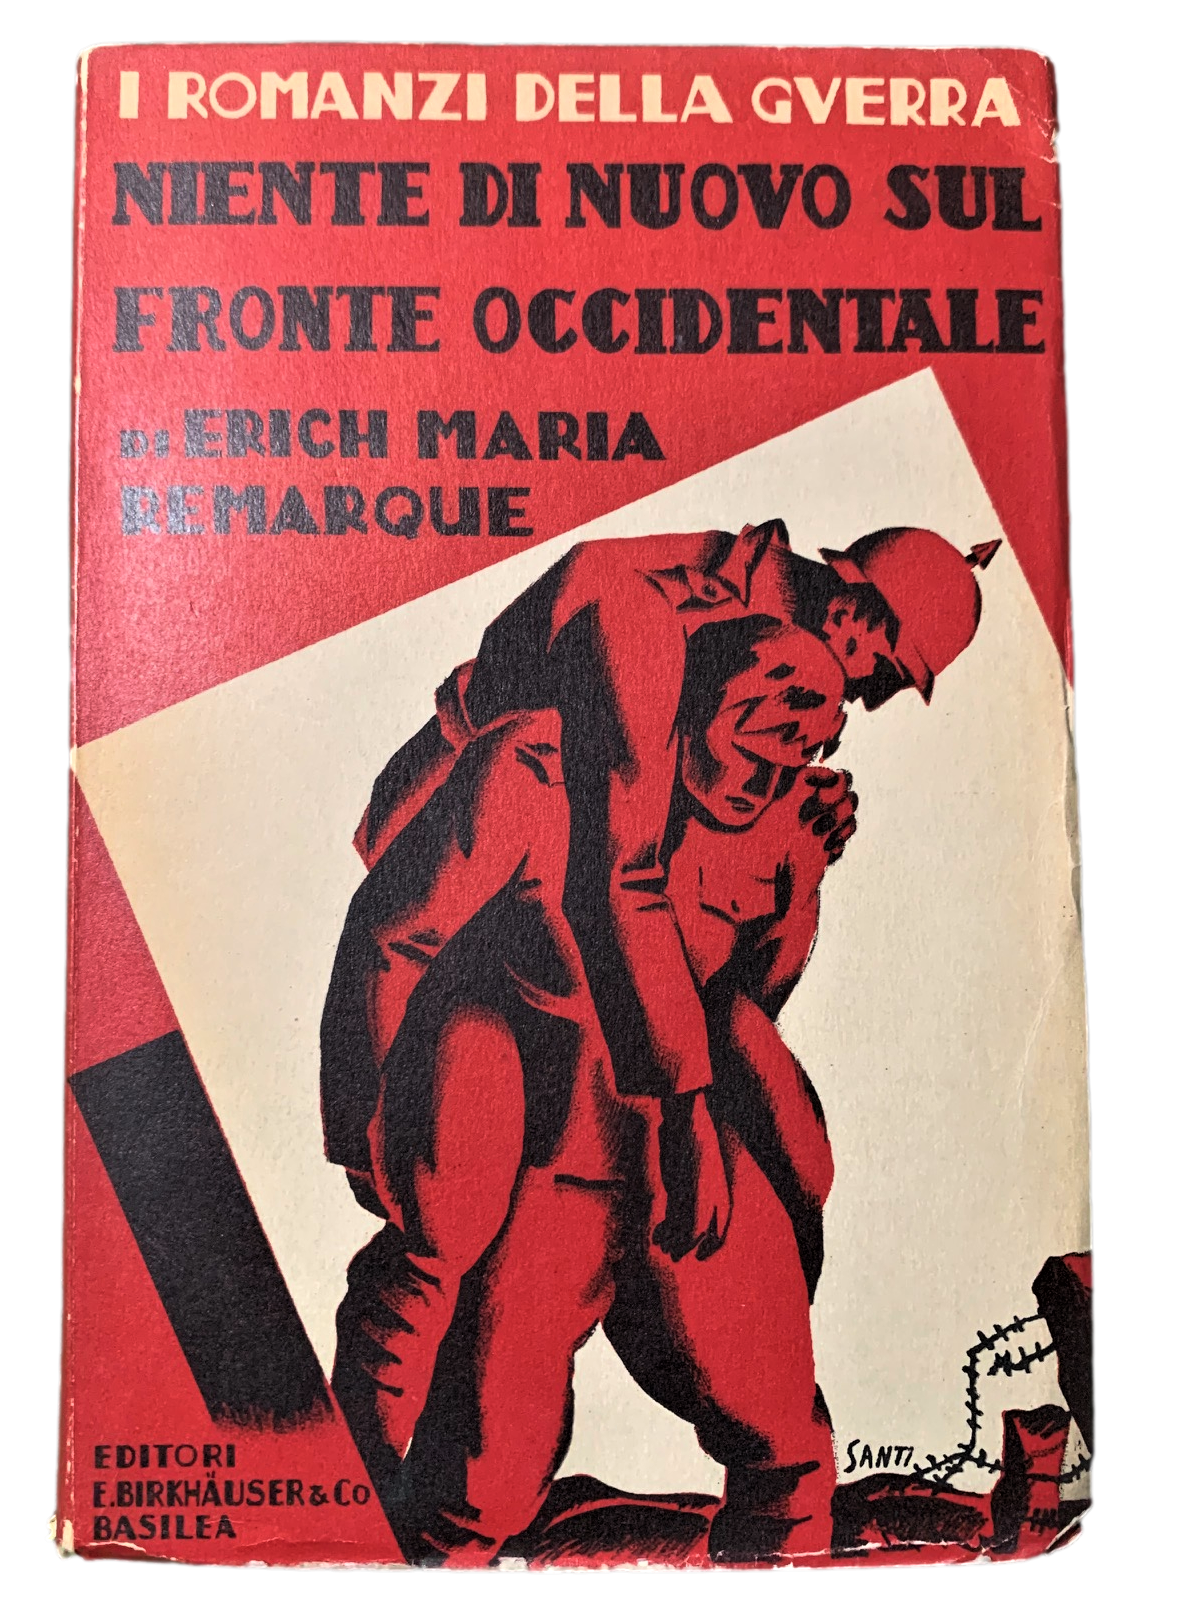 I ROMANZI DELLA GVERRA
NIENTE DI NUOVO SUL
FRONTE OCCIDENTALE
DI ERICH MARIA
REMARQUE
SANTI
EDITORI
E. BIRKHÄUSER & Co
BASILEA